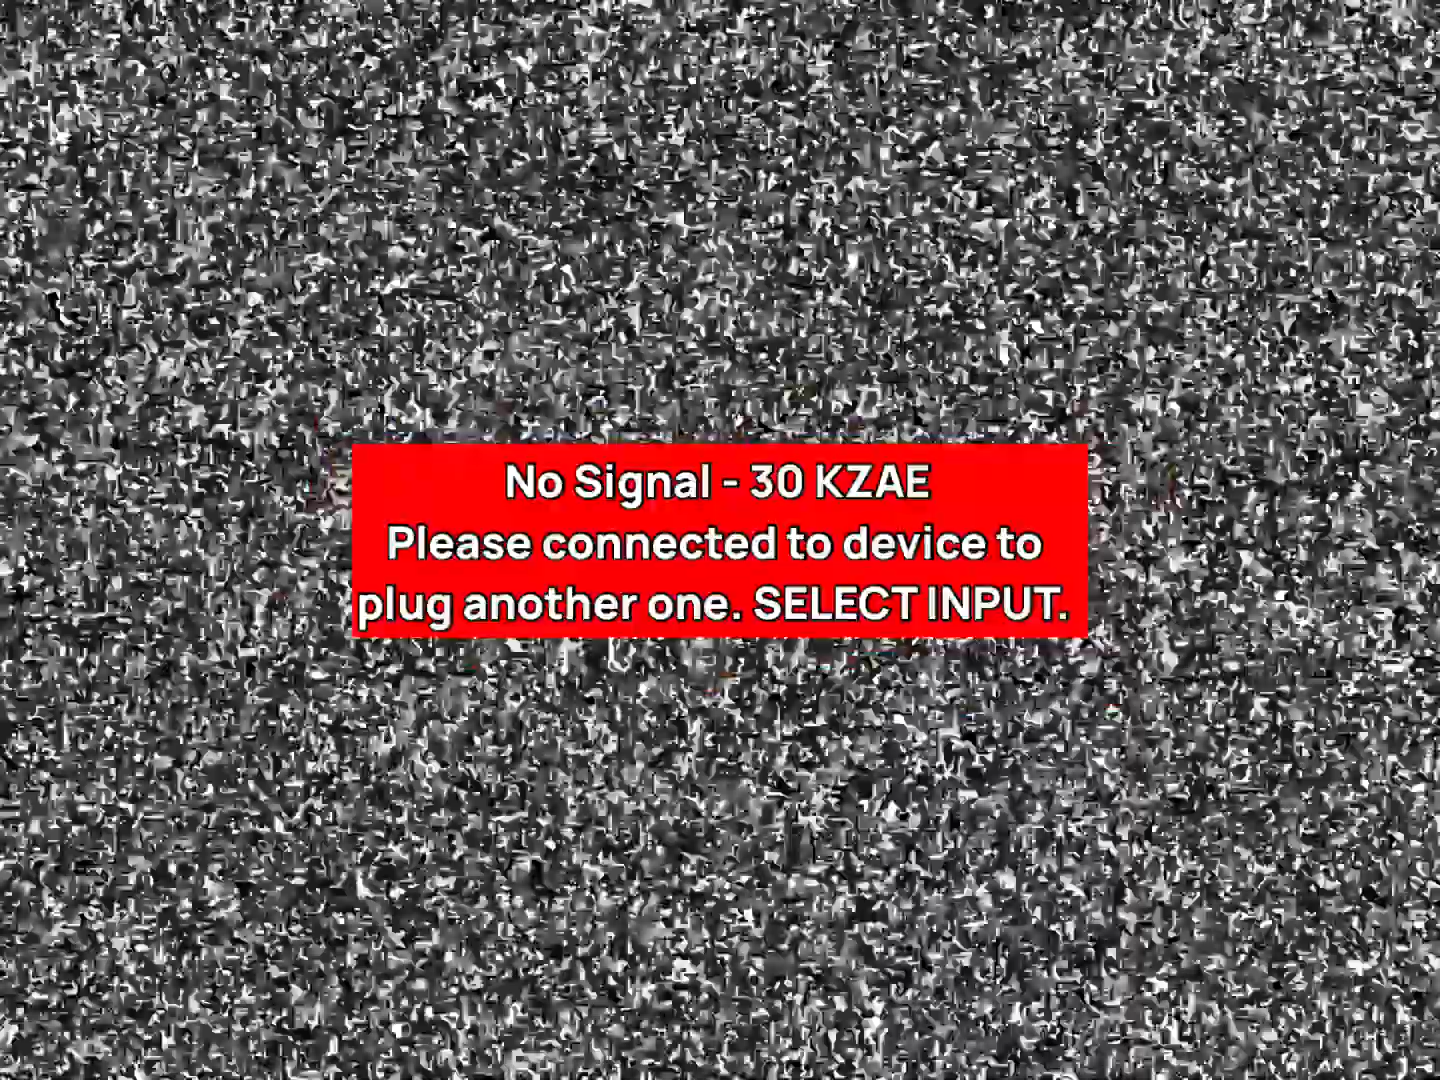 No Signal - 30 KZAE
Please connected to device to
plug another one. SELECT INPUT.